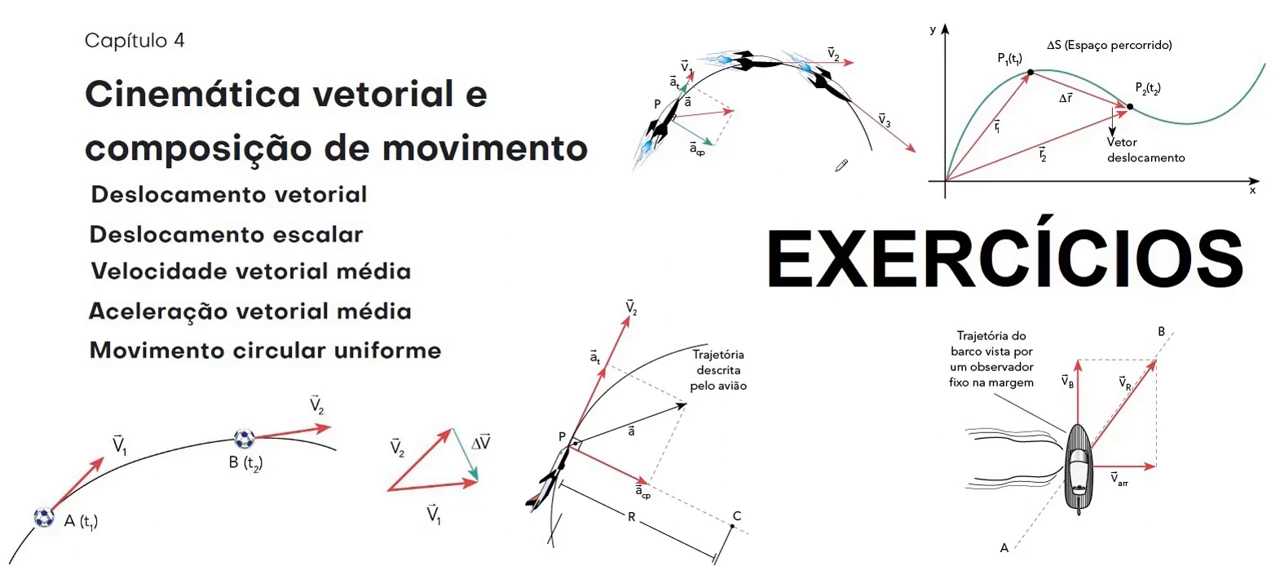 Capítulo 4
Cinemática vetorial e
composição de movimento
Deslocamento vetorial
Deslocamento escalar
Velocidade vetorial média
Aceleração vetorial média
Movimento circular uniforme
P
a⃗t
V⃗1
a⃗
a⃗cp
V⃗2
V⃗3
y
ΔS (Espaço percorrido)
P₁(t₁)
P₂(t₂)
Δr⃗
r⃗₁
r⃗₂
Vetor
deslocamento
x
EXERCÍCIOS
A (t₁)
V⃗₁
B (t₂)
V⃗₂
V⃗₂
ΔV⃗
V⃗₁
V⃗₂
a⃗t
Trajetória
descrita
pelo avião
P
a⃗
a⃗cp
R
C
Trajetória do
barco vista por
um observador
fixo na margem
B
V⃗B
V⃗R
V⃗arr
A